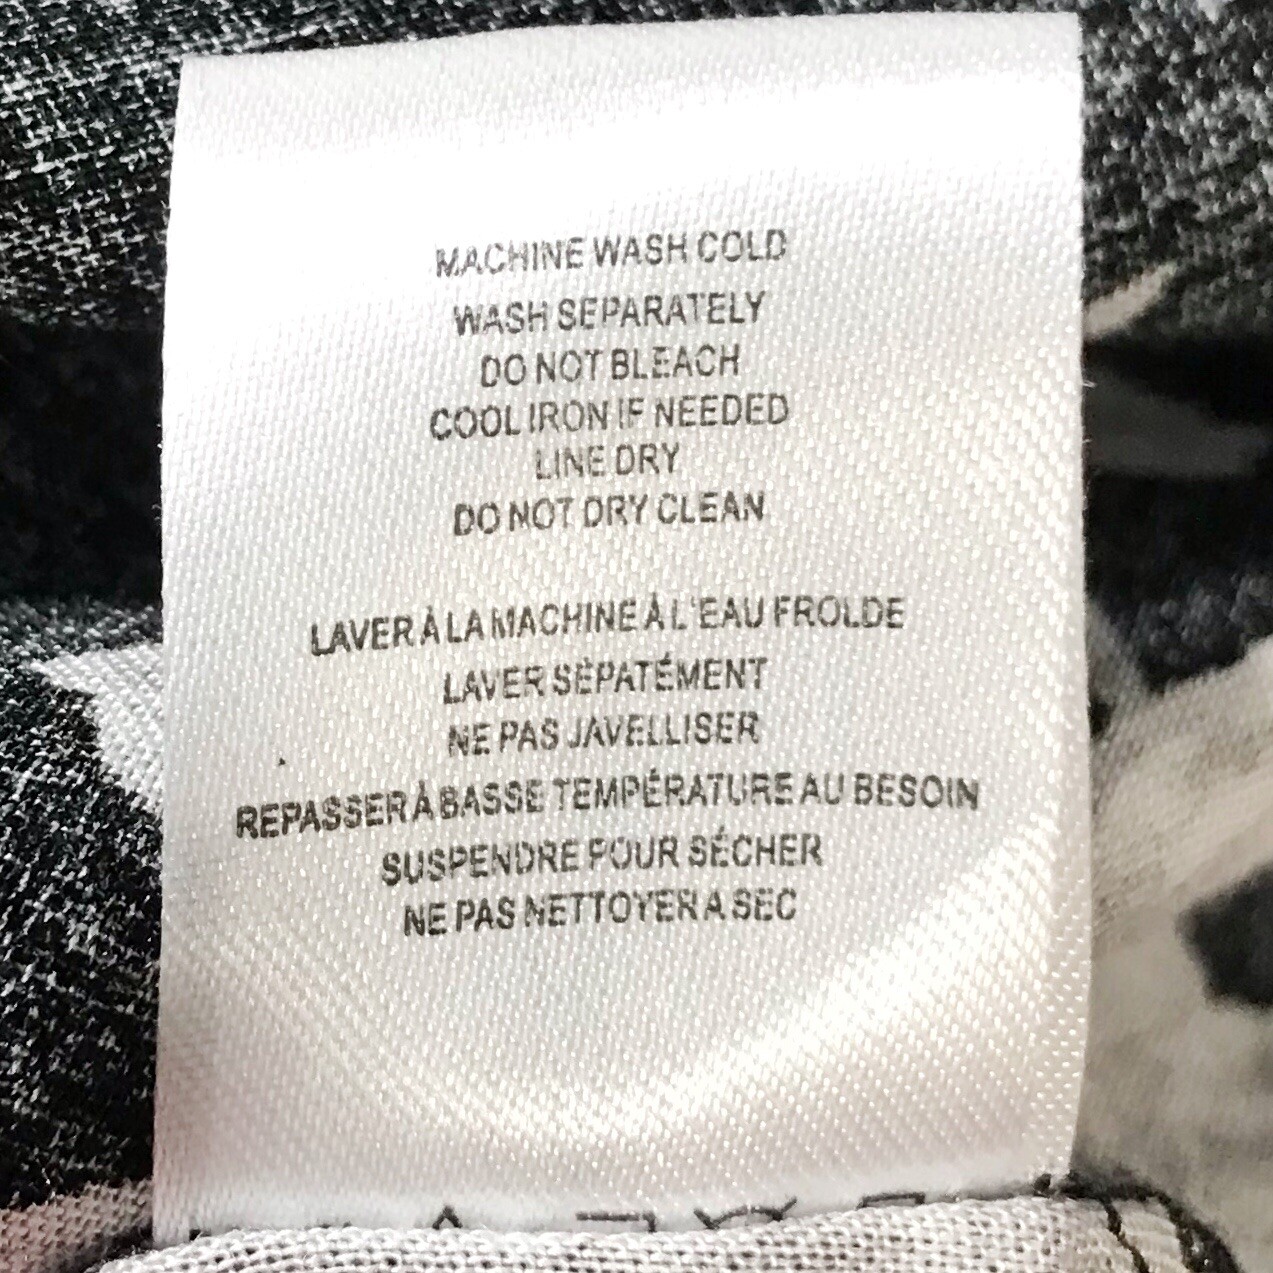 MACHINE WASH COLD
WASH SEPARATELY
DO NOT BLEACH
COOL IRON IF NEEDED
LINE DRY
DO NOT DRY CLEAN
LAVER À LA MACHINE À L'EAU FROLDE
LAVER SÉPATÉMENT
NE PAS JAVELLISER
REPASSER À BASSE TEMPÉRATURE AU BESOIN
SUSPENDRE POUR SÉCHER
NE PAS NETTOYER A SEC